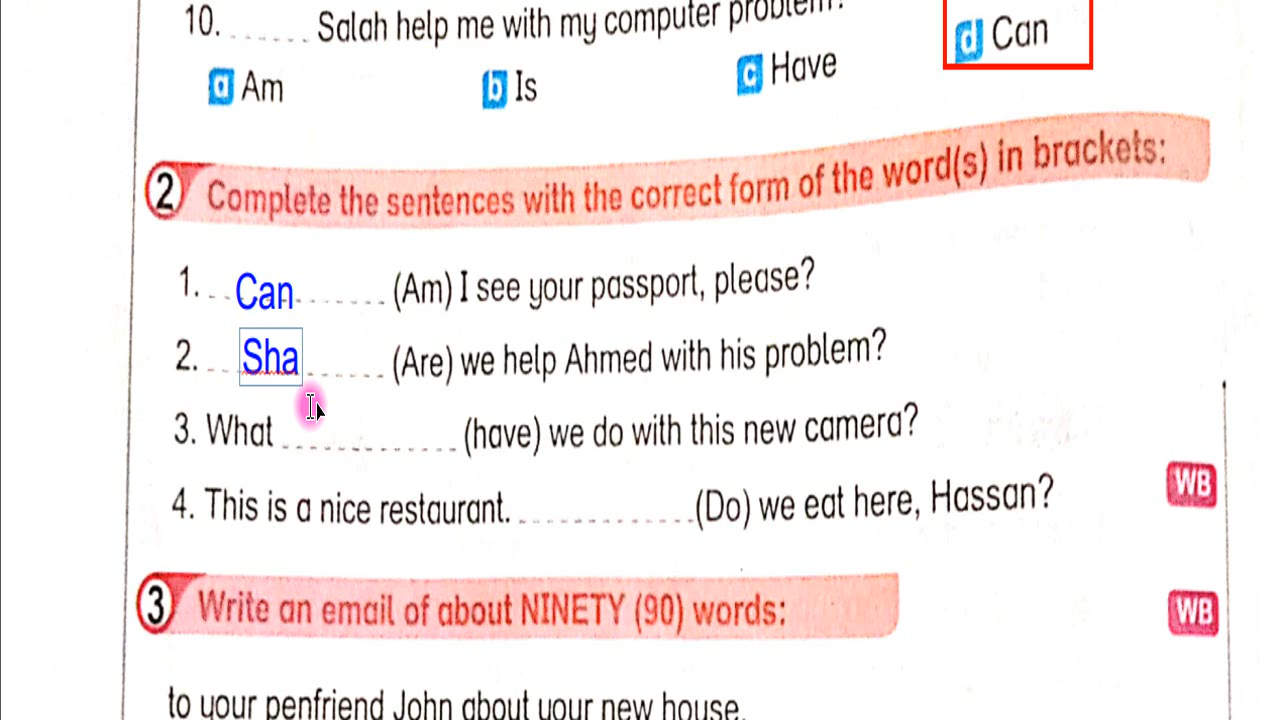 10. ...... Salah help me with my computer problem?
a Am b Is c Have d Can
2 Complete the sentences with the correct form of the word(s) in brackets:
1. Can (Am) I see your passport, please?
2. Sha (Are) we help Ahmed with his problem?
3. What ............ (have) we do with this new camera?
4. This is a nice restaurant. ............ (Do) we eat here, Hassan?
WB
3 Write an email of about NINETY (90) words:
WB
to your penfriend John about your new house.